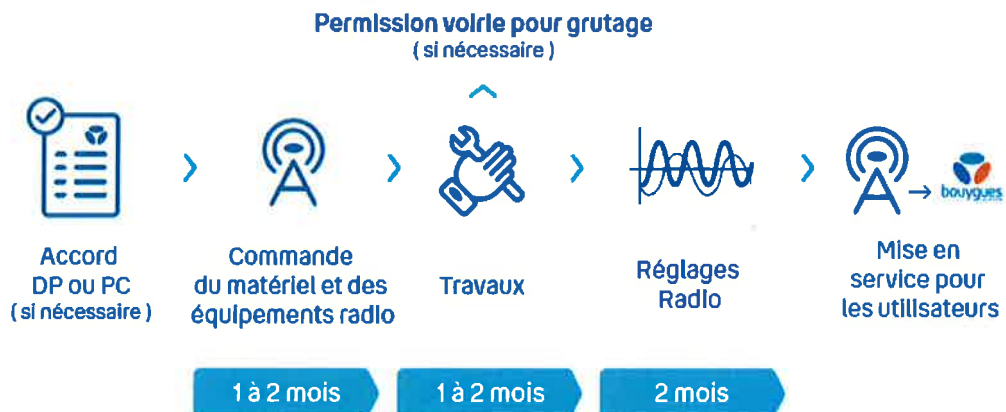 Permission voirie pour grutage
( si nécessaire )
Accord
DP ou PC
( si nécessaire )
Commande
du matériel et des
équipements radio
Travaux
Réglages
Radio
bouygues
Mise en
service pour
les utilisateurs
1 à 2 mois
1 à 2 mois
2 mois